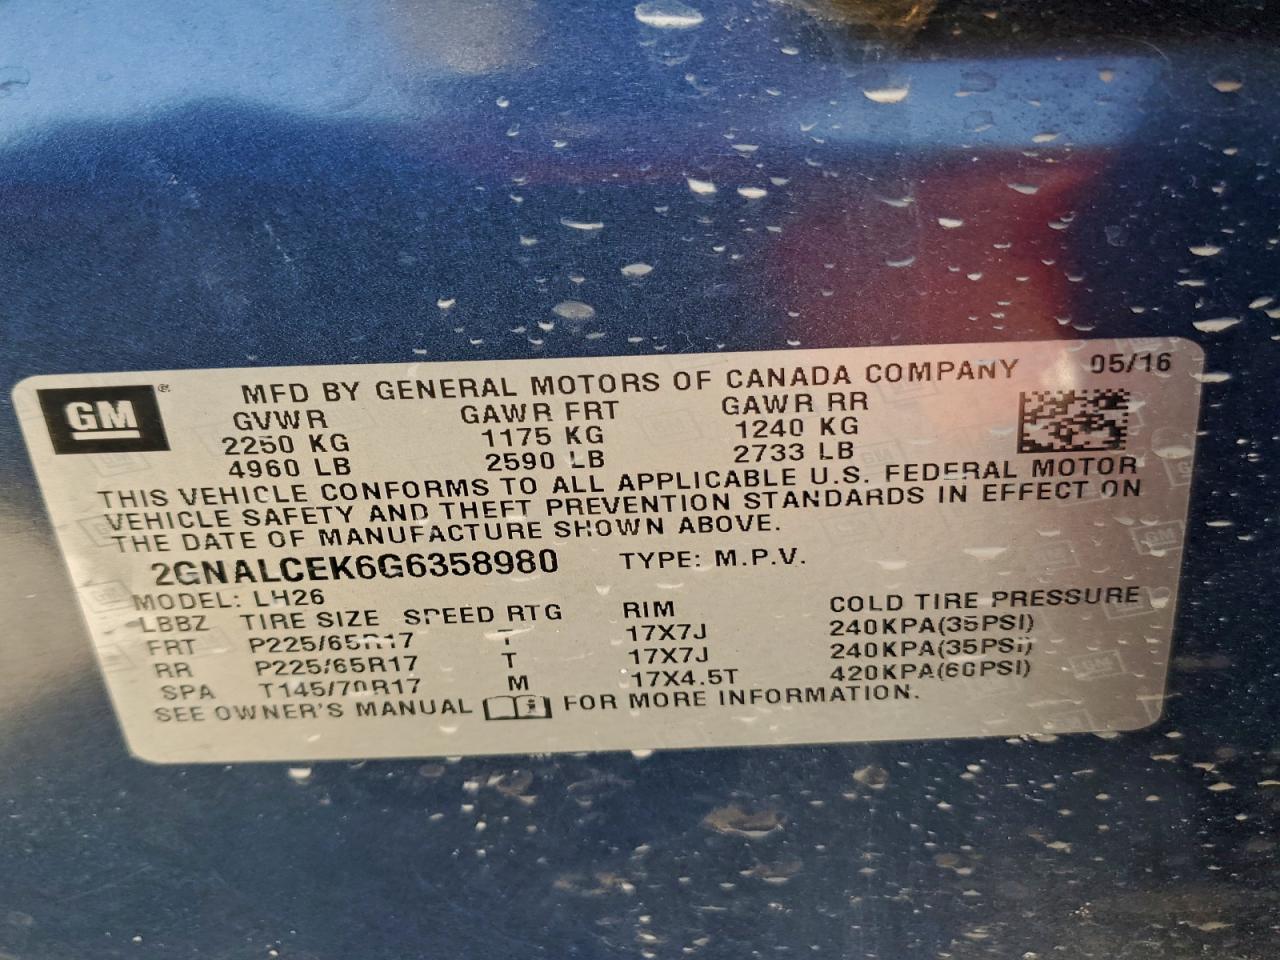 GM ®
MFD BY GENERAL MOTORS OF CANADA COMPANY 05/16
GVWR GAWR FRT GAWR RR
2250 KG 1175 KG 1240 KG
4960 LB 2590 LB 2733 LB
THIS VEHICLE CONFORMS TO ALL APPLICABLE U.S. FEDERAL MOTOR
VEHICLE SAFETY AND THEFT PREVENTION STANDARDS IN EFFECT ON
THE DATE OF MANUFACTURE SHOWN ABOVE.
2GNALCEK6G6358980 TYPE: M.P.V.
MODEL: LH26
LBBZ TIRE SIZE SPEED RTG RIM COLD TIRE PRESSURE
FRT P225/65R17 T 17X7J 240KPA(35PSI)
RR P225/65R17 T 17X7J 240KPA(35PSI)
SPA T145/70R17 M 17X4.5T 420KPA(60PSI)
SEE OWNER'S MANUAL FOR MORE INFORMATION.